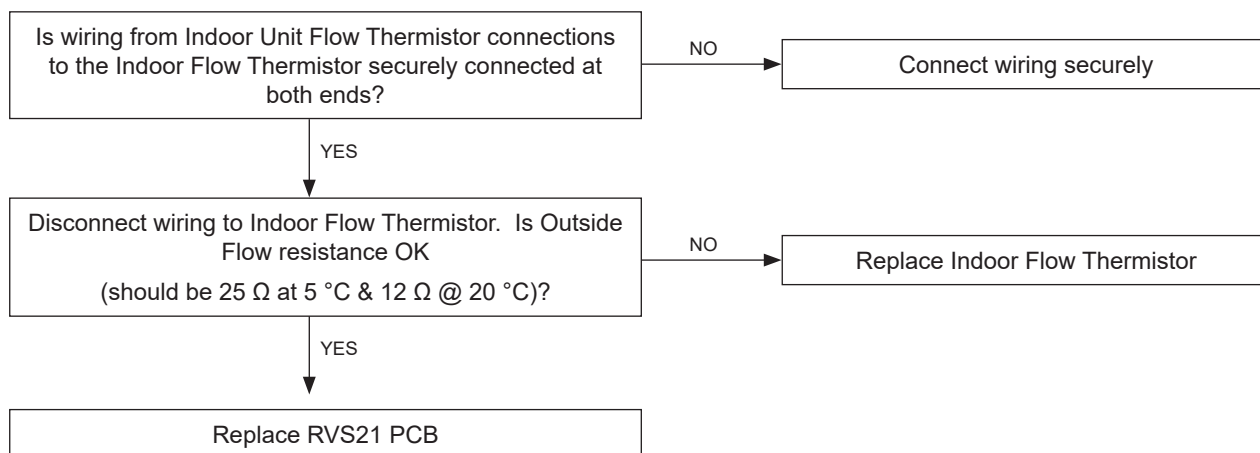 Is wiring from Indoor Unit Flow Thermistor connections
to the Indoor Flow Thermistor securely connected at
both ends?
NO
Connect wiring securely
YES
Disconnect wiring to Indoor Flow Thermistor.  Is Outside
Flow resistance OK
(should be 25 Ω at 5 °C & 12 Ω @ 20 °C)?
NO
Replace Indoor Flow Thermistor
YES
Replace RVS21 PCB